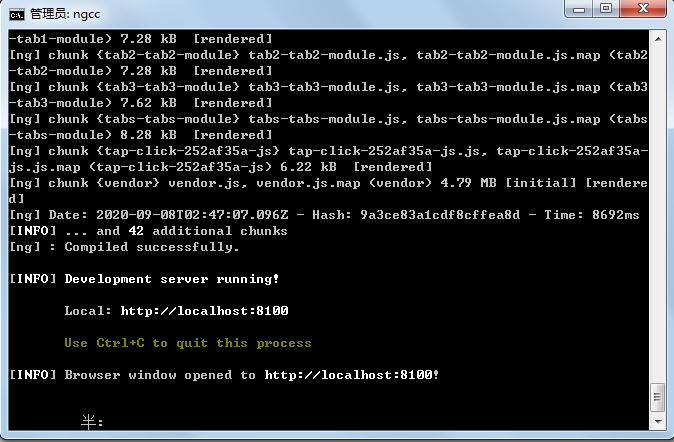 管理员: ngcc
-tab1-module) 7.28 kB  [rendered]
[ng] chunk {tab2-tab2-module} tab2-tab2-module.js, tab2-tab2-module.js.map (tab2
-tab2-module) 7.28 kB  [rendered]
[ng] chunk {tab3-tab3-module} tab3-tab3-module.js, tab3-tab3-module.js.map (tab3
-tab3-module) 7.62 kB  [rendered]
[ng] chunk {tabs-tabs-module} tabs-tabs-module.js, tabs-tabs-module.js.map (tabs
-tabs-module) 8.28 kB  [rendered]
[ng] chunk {tap-click-252af35a-js} tap-click-252af35a-js.js, tap-click-252af35a-
js.js.map (tap-click-252af35a-js) 6.22 kB  [rendered]
[ng] chunk {vendor} vendor.js, vendor.js.map (vendor) 4.79 MB [initial] [rendere
d]
[ng] Date: 2020-09-08T02:47:07.096Z - Hash: 9a3ce83a1cdf8cffea8d - Time: 8692ms
[INFO] ... and 42 additional chunks
[ng] : Compiled successfully.
[INFO] Development server running!
Local: http://localhost:8100
Use Ctrl+C to quit this process
[INFO] Browser window opened to http://localhost:8100!
半: